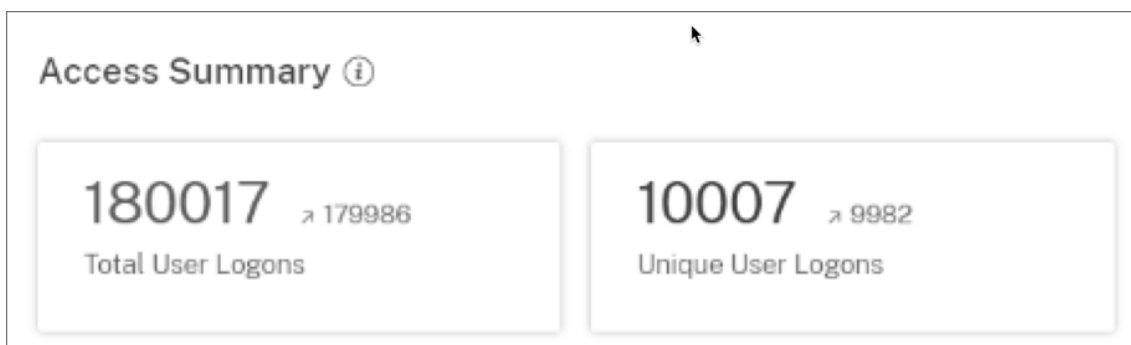 Access Summary
180017 ↗ 179986
Total User Logons
10007 ↗ 9982
Unique User Logons